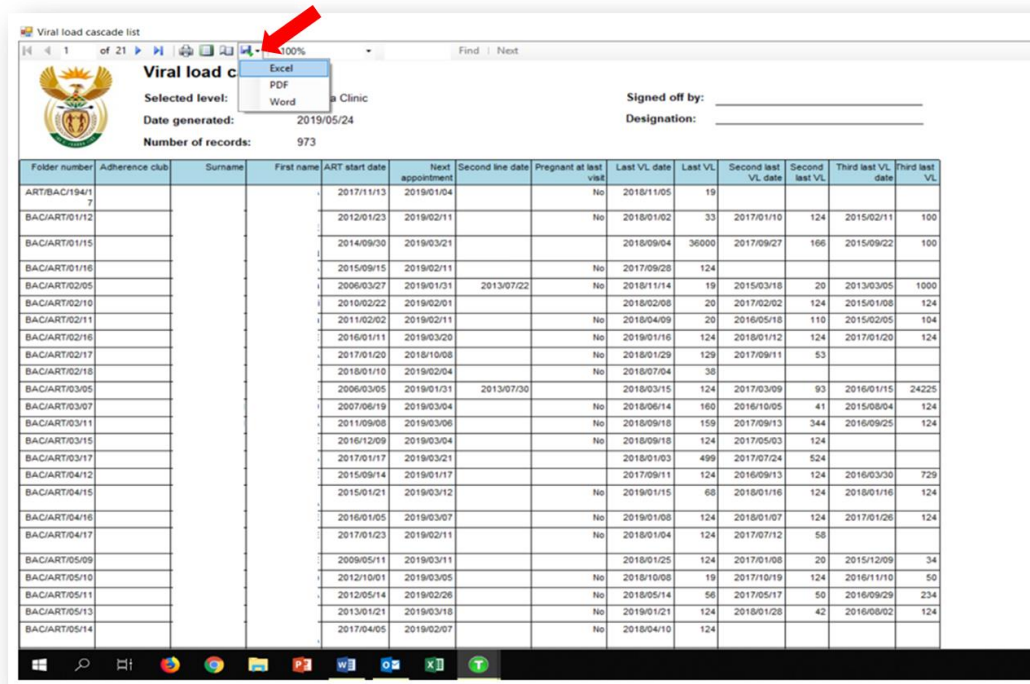 Viral load cascade list
1 of 21 100% Find | Next
Excel
PDF
Word
Viral load c
Selected level: a Clinic Signed off by:
Date generated: 2019/05/24 Designation:
Number of records: 973
Folder number Adherence club Surname First name ART start date Next appointment Second line date Pregnant at last visit Last VL date Last VL Second last VL date Second last VL Third last VL date Third last VL
ART/BAC/194/17 2017/11/13 2019/01/04 No 2018/11/05 19
BAC/ART/01/12 2012/01/23 2019/02/11 No 2018/01/02 33 2017/01/10 124 2015/02/11 100
BAC/ART/01/15 2014/09/30 2019/03/21 2018/09/04 36000 2017/09/27 166 2015/09/22 100
BAC/ART/01/16 2015/09/15 2019/02/11 No 2017/09/28 124
BAC/ART/02/05 2006/03/27 2019/01/31 2013/07/22 No 2018/11/14 19 2015/03/18 20 2013/03/05 1000
BAC/ART/02/10 2010/02/22 2019/02/01 2018/02/08 20 2017/02/02 124 2015/01/08 124
BAC/ART/02/11 2011/02/02 2019/02/11 No 2018/04/09 20 2016/05/18 110 2015/02/05 104
BAC/ART/02/16 2016/01/11 2019/03/20 No 2019/01/16 124 2018/01/12 124 2017/01/20 124
BAC/ART/02/17 2017/01/20 2018/10/08 No 2018/01/29 129 2017/09/11 53
BAC/ART/02/18 2018/01/10 2019/02/04 No 2018/07/04 38
BAC/ART/03/05 2006/03/05 2019/01/31 2013/07/30 2018/03/15 124 2017/03/09 93 2016/01/15 24225
BAC/ART/03/07 2007/06/19 2019/03/04 No 2018/06/14 160 2016/10/05 41 2015/08/04 124
BAC/ART/03/11 2011/09/08 2019/03/06 No 2018/09/18 159 2017/09/13 344 2016/09/25 124
BAC/ART/03/15 2016/12/09 2019/03/04 No 2018/09/18 124 2017/05/03 124
BAC/ART/03/17 2017/01/17 2019/03/21 2018/01/03 499 2017/07/24 524
BAC/ART/04/12 2015/09/14 2019/01/17 2017/09/11 124 2016/09/13 124 2016/03/30 729
BAC/ART/04/15 2015/01/21 2019/03/12 No 2019/01/15 68 2018/01/16 124 2018/01/16 124
BAC/ART/04/16 2016/01/05 2019/03/07 No 2019/01/08 124 2018/01/07 124 2017/01/26 124
BAC/ART/04/17 2017/01/23 2019/02/11 No 2018/01/04 124 2017/07/12 58
BAC/ART/05/09 2009/05/11 2019/03/11 2018/01/25 124 2017/01/08 20 2015/12/09 34
BAC/ART/05/10 2012/10/01 2019/03/05 No 2018/10/08 19 2017/10/19 124 2016/11/10 50
BAC/ART/05/11 2012/05/14 2019/02/26 No 2018/05/14 56 2017/05/17 50 2016/09/29 234
BAC/ART/05/13 2013/01/21 2019/03/18 No 2019/01/21 124 2018/01/28 42 2016/08/02 124
BAC/ART/05/14 2017/04/05 2019/02/07 No 2018/04/10 124